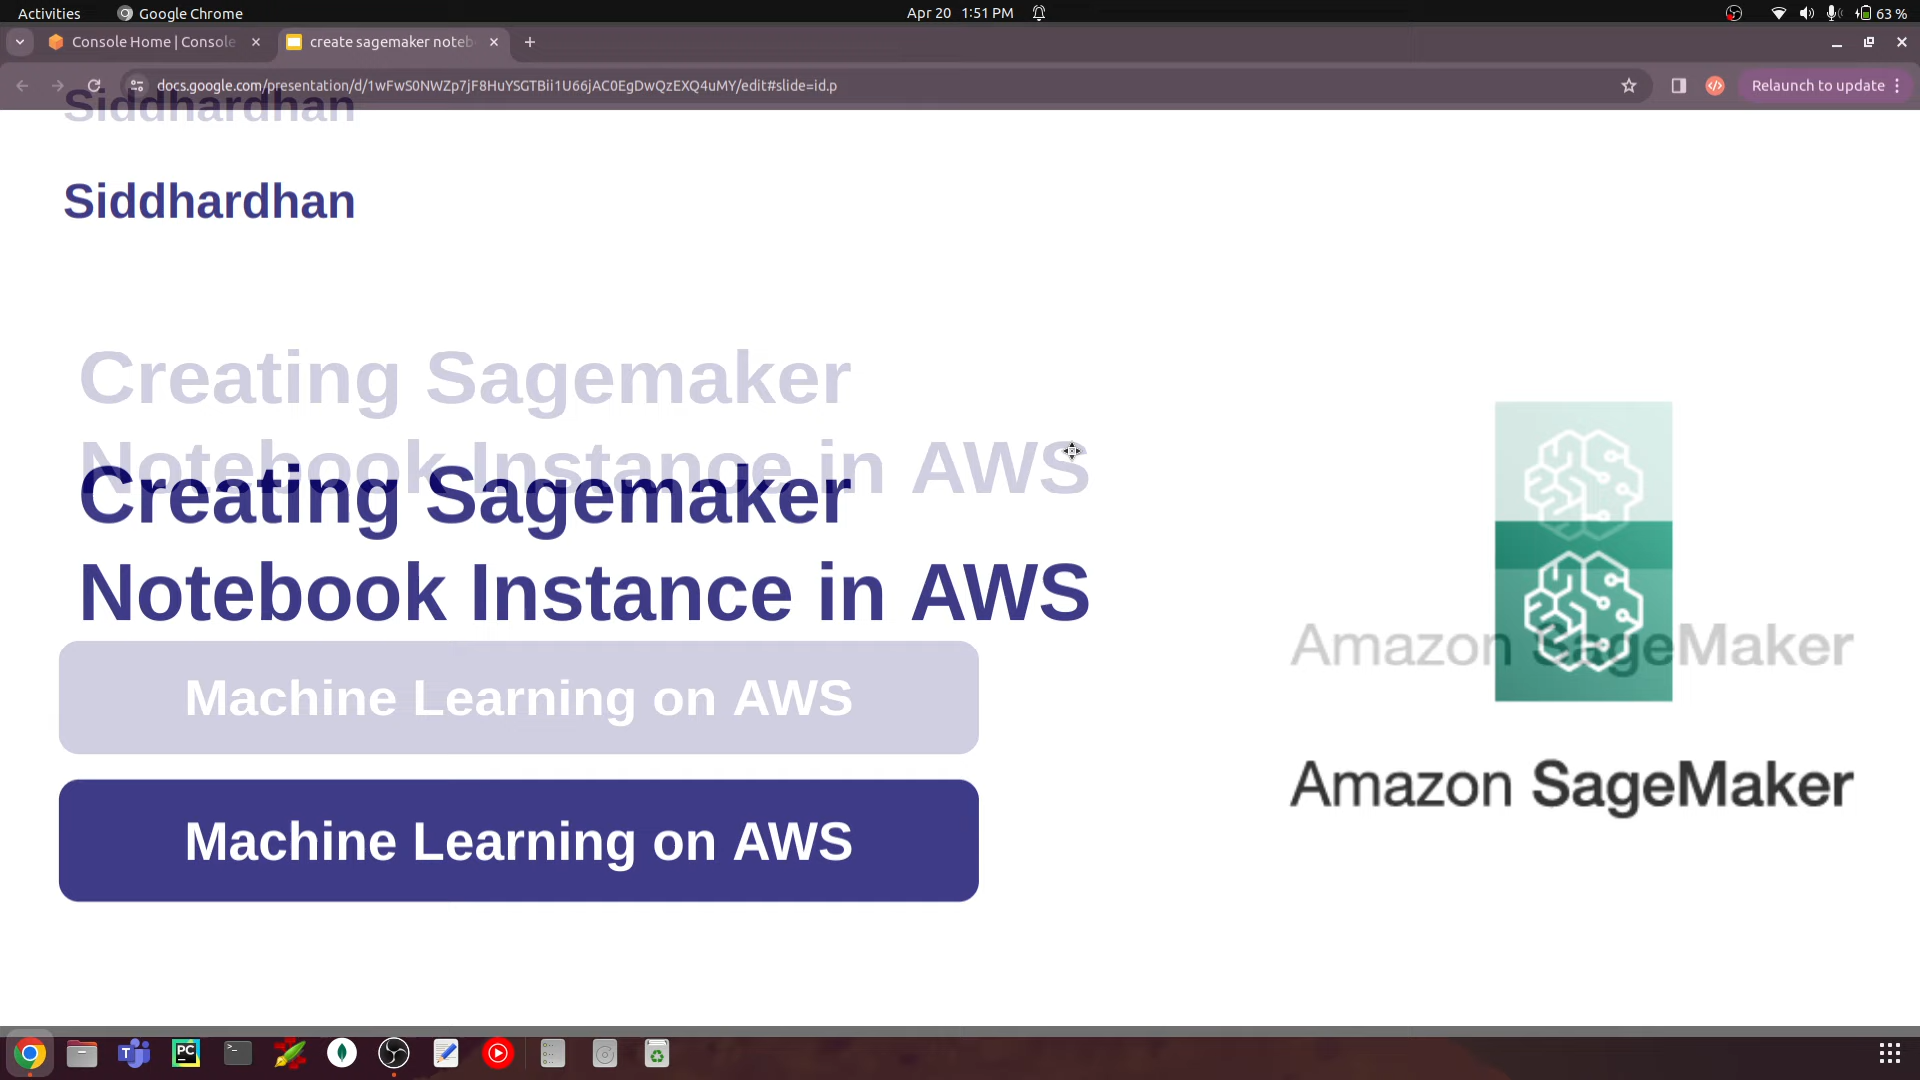 Activities
Google Chrome
Apr 20 1:51 PM
63 %
Console Home | Console
create sagemaker noteb
docs.google.com/presentation/d/1wFwS0NWZp7jF8HuYSGTBii1U66jAC0EgDwQzEXQ4uMY/edit#slide=id.p
Relaunch to update
Siddhardhan
Siddhardhan
Creating Sagemaker
Notebook Instance in AWS
Creating Sagemaker
Notebook Instance in AWS
Machine Learning on AWS
Machine Learning on AWS
Amazon SageMaker
Amazon SageMaker